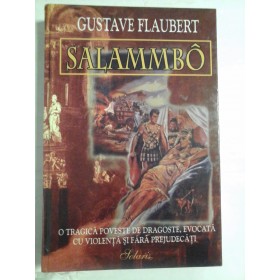 GUSTAVE FLAUBERT
SALAMMBÔ
O TRAGICĂ POVESTE DE DRAGOSTE, EVOCATĂ
CU VIOLENȚĂ ȘI FĂRĂ PREJUDECĂȚI
Solaris